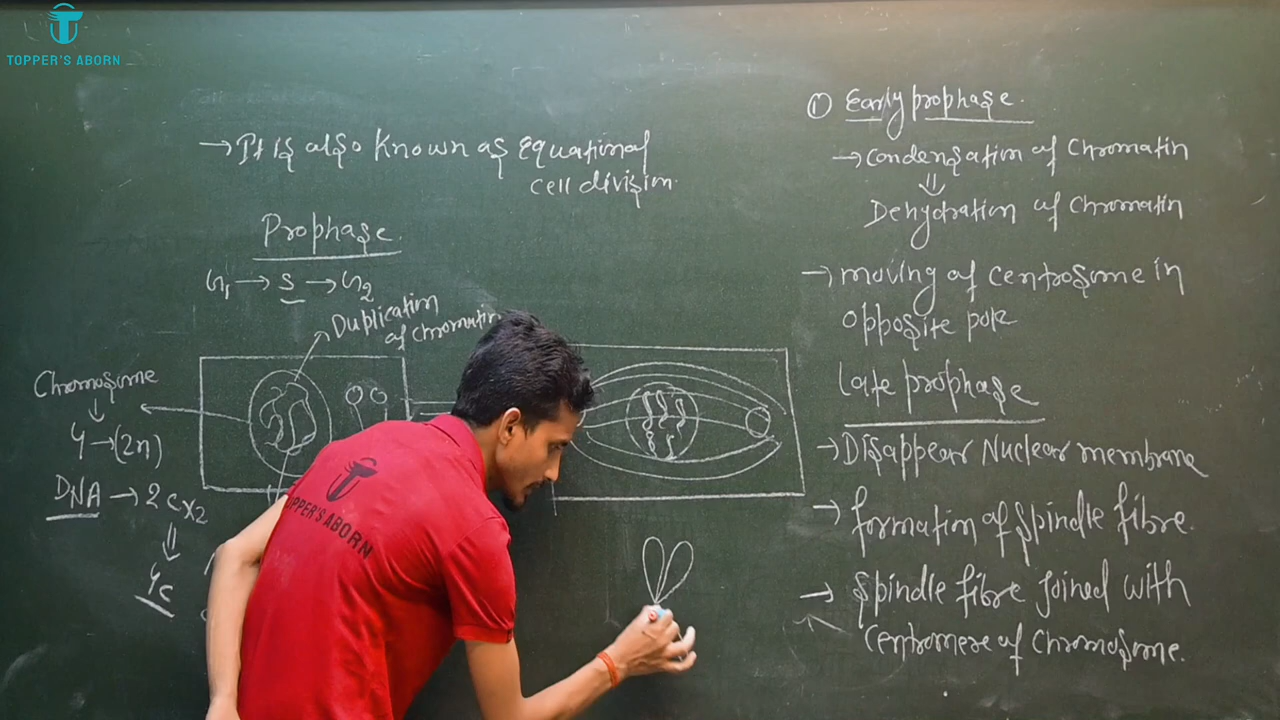 TOPPER'S ABORN
→ It is also Known as Equational
cell division.
Prophase.
G1 → S → G2
Duplication
of chromatin
Chromosome
4 → (2n)
DNA → 2c x2
4c
TOPPER'S ABORN
① Early prophase.
→ Condensation of Chromatin
Dehydration of Chromatin
→ moving of Centrosome in
opposite pole
Late prophase
→ Disappear Nuclear membrane
→ formation of spindle fibre.
→ Spindle fibre joined with
Centromere of Chromosome.